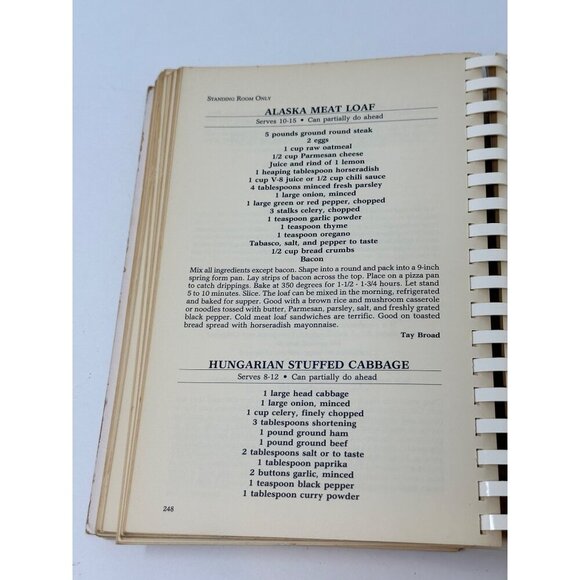 STANDING ROOM ONLY
ALASKA MEAT LOAF
Serves 10-15 • Can partially do ahead
5 pounds ground round steak
2 eggs
1 cup raw oatmeal
1/2 cup Parmesan cheese
Juice and rind of 1 lemon
1 heaping tablespoon horseradish
1 cup V-8 juice or 1/2 cup chili sauce
4 tablespoons minced fresh parsley
1 large onion, minced
1 large green or red pepper, chopped
3 stalks celery, chopped
1 teaspoon garlic powder
1 teaspoon thyme
1 teaspoon oregano
Tabasco, salt, and pepper to taste
1/2 cup bread crumbs
Bacon
Mix all ingredients except bacon. Shape into a round and pack into a 9-inch
spring form pan. Lay strips of bacon across the top. Place on a pizza pan
to catch drippings. Bake at 350 degrees for 1-1/2 - 1-3/4 hours. Let stand
5 to 10 minutes. Slice. The loaf can be mixed in the morning, refrigerated
and baked for supper. Good with a brown rice and mushroom casserole
or noodles tossed with butter, Parmesan, parsley, salt, and freshly grated
black pepper. Cold meat loaf sandwiches are terrific. Good on toasted
bread spread with horseradish mayonnaise.
Tay Broad
HUNGARIAN STUFFED CABBAGE
Serves 8-12 • Can partially do ahead
1 large head cabbage
1 large onion, minced
1 cup celery, finely chopped
3 tablespoons shortening
1 pound ground ham
1 pound ground beef
2 tablespoons salt or to taste
1 tablespoon paprika
2 buttons garlic, minced
1 teaspoon black pepper
1 tablespoon curry powder
248